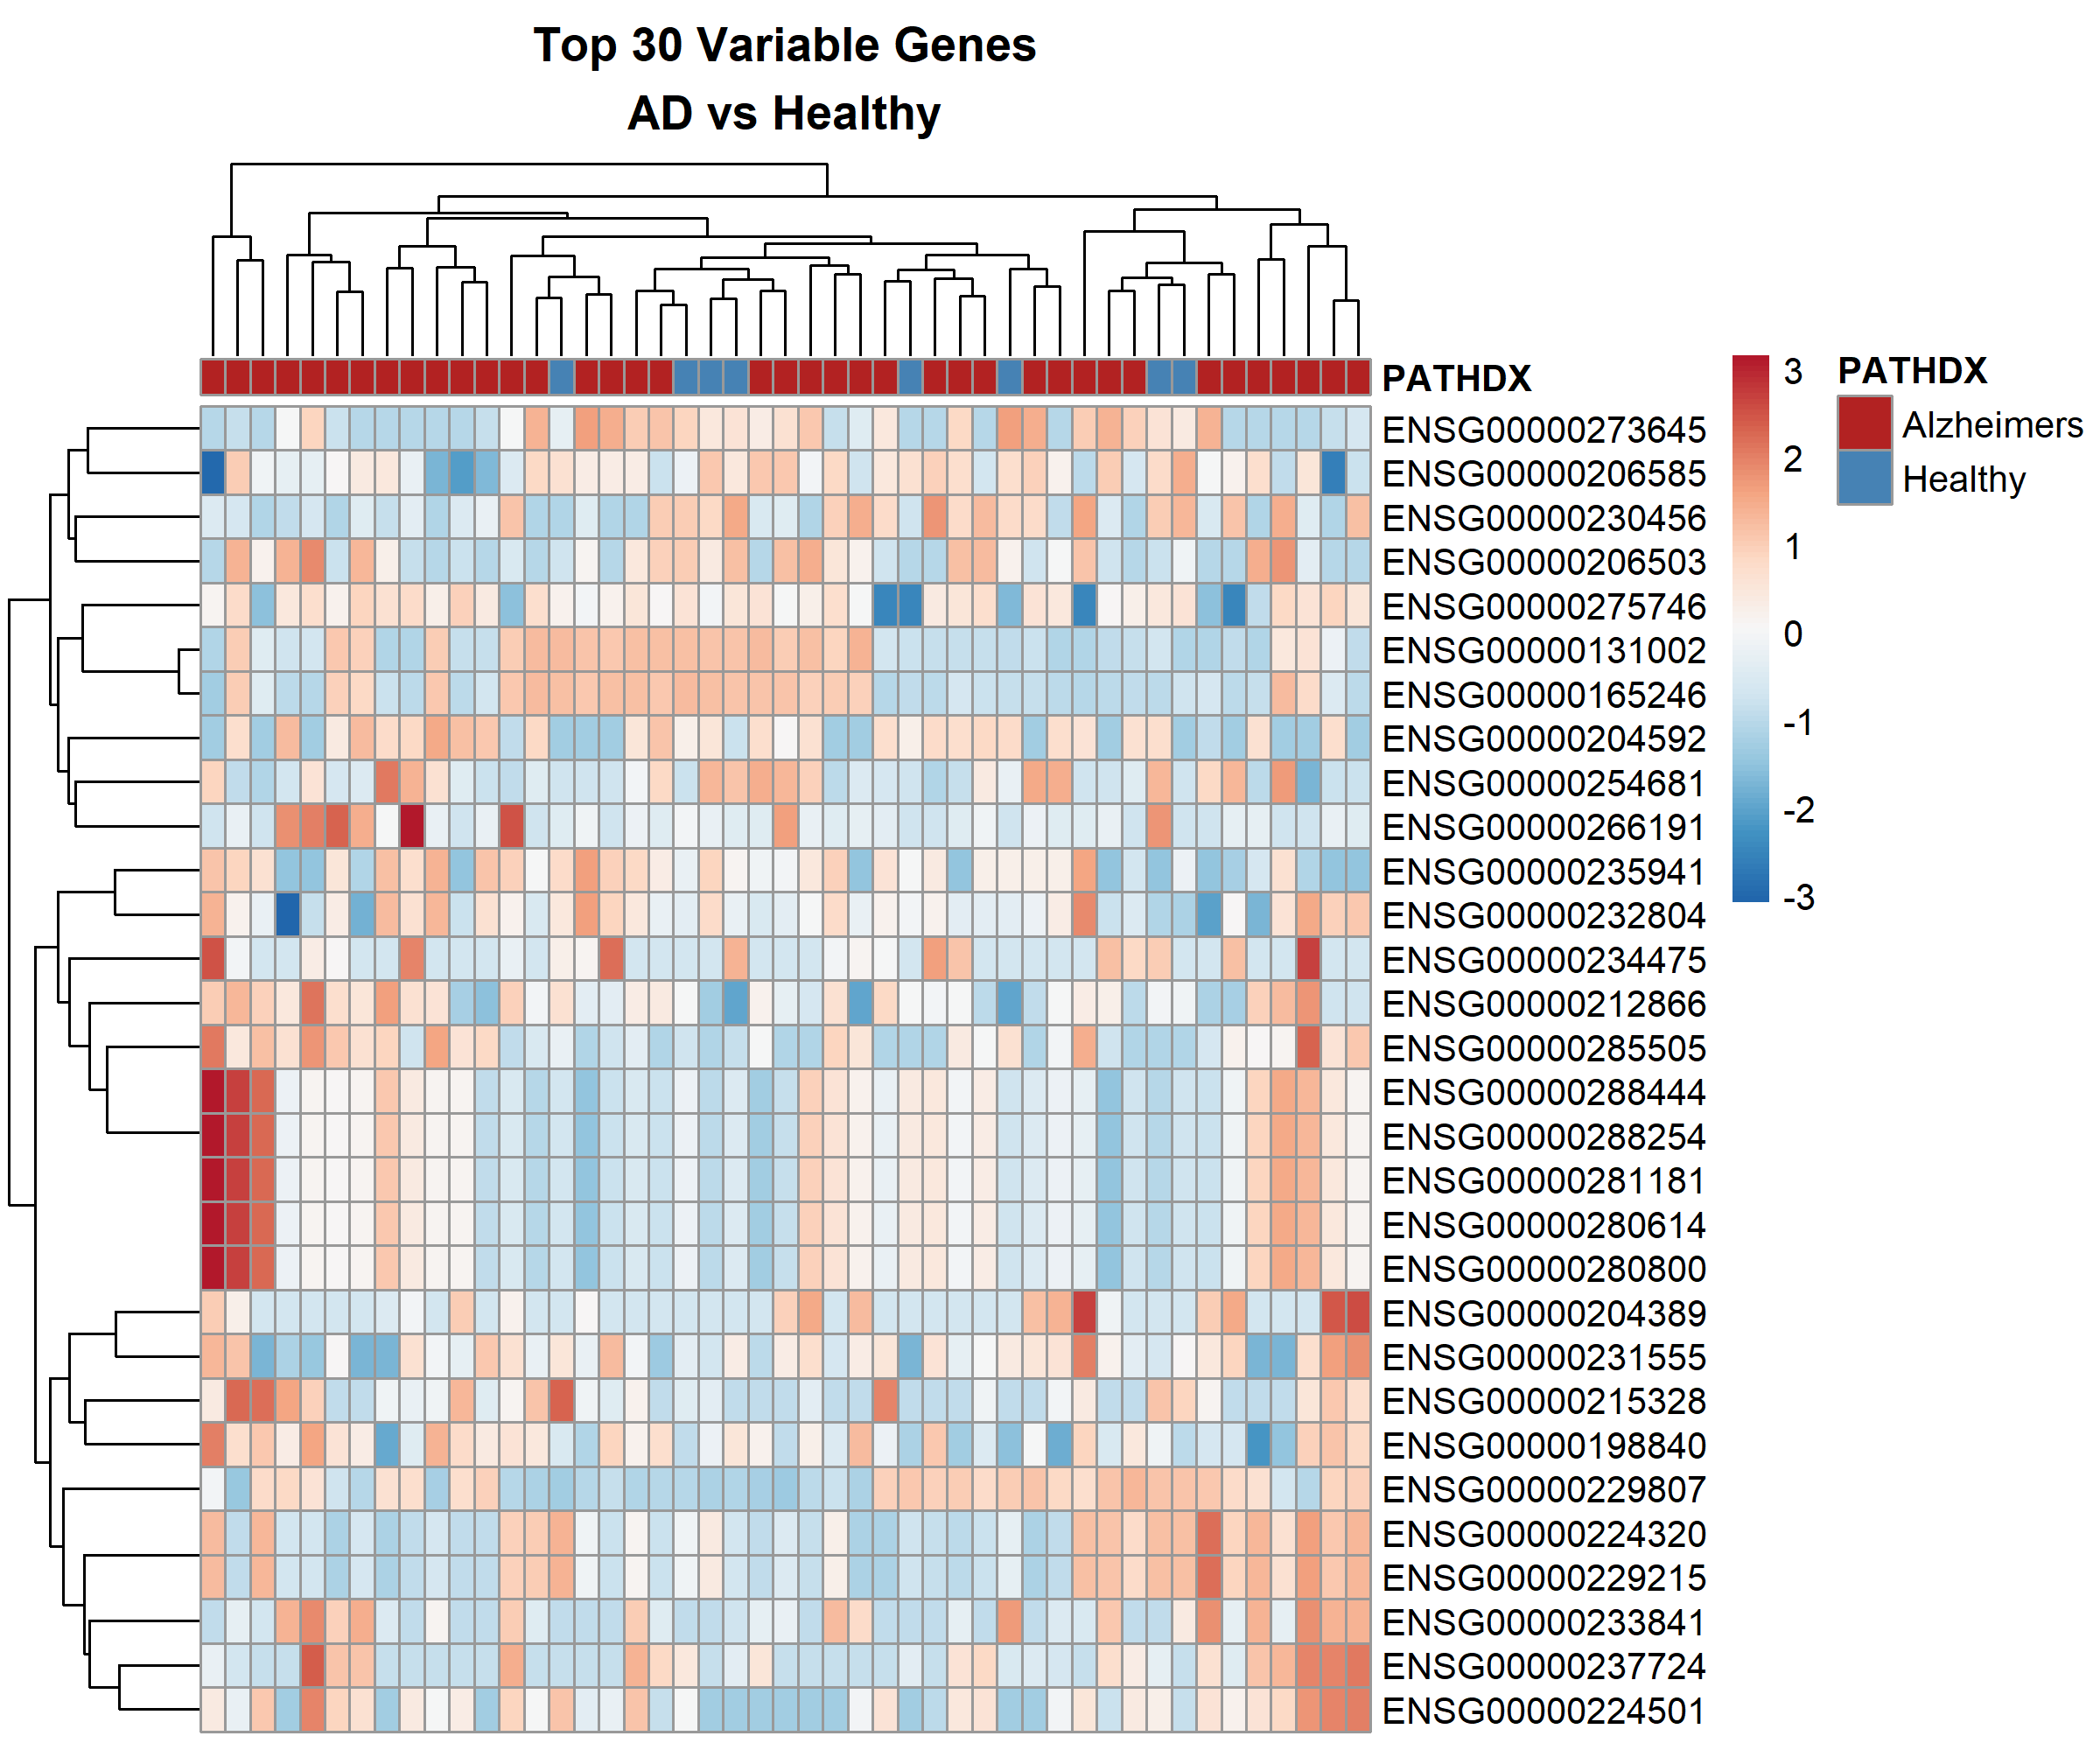 Top 30 Variable Genes
AD vs Healthy
PATHDX
ENSG00000273645
ENSG00000206585
ENSG00000230456
ENSG00000206503
ENSG00000275746
ENSG00000131002
ENSG00000165246
ENSG00000204592
ENSG00000254681
ENSG00000266191
ENSG00000235941
ENSG00000232804
ENSG00000234475
ENSG00000212866
ENSG00000285505
ENSG00000288444
ENSG00000288254
ENSG00000281181
ENSG00000280614
ENSG00000280800
ENSG00000204389
ENSG00000231555
ENSG00000215328
ENSG00000198840
ENSG00000229807
ENSG00000224320
ENSG00000229215
ENSG00000233841
ENSG00000237724
ENSG00000224501
3
2
1
0
-1
-2
-3
PATHDX
Alzheimers
Healthy